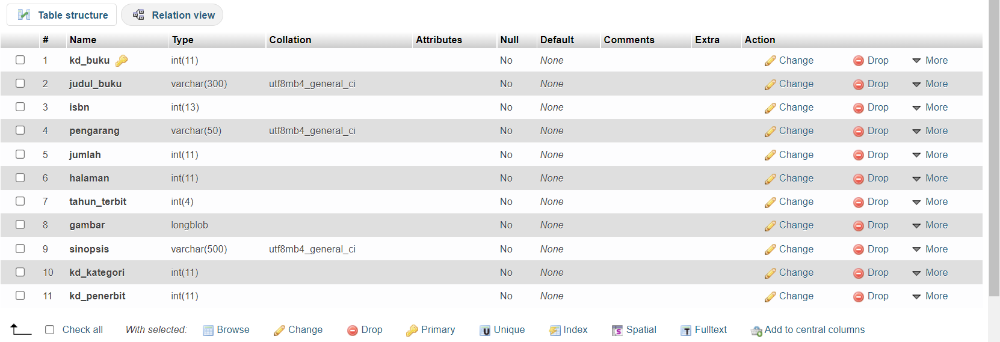 Table structure Relation view
# Name Type Collation Attributes Null Default Comments Extra Action
1 kd_buku int(11) No None Change Drop More
2 judul_buku varchar(300) utf8mb4_general_ci No None Change Drop More
3 isbn int(13) No None Change Drop More
4 pengarang varchar(50) utf8mb4_general_ci No None Change Drop More
5 jumlah int(11) No None Change Drop More
6 halaman int(11) No None Change Drop More
7 tahun_terbit int(4) No None Change Drop More
8 gambar longblob No None Change Drop More
9 sinopsis varchar(500) utf8mb4_general_ci No None Change Drop More
10 kd_kategori int(11) No None Change Drop More
11 kd_penerbit int(11) No None Change Drop More
Check all With selected: Browse Change Drop Primary Unique Index Spatial Fulltext Add to central columns